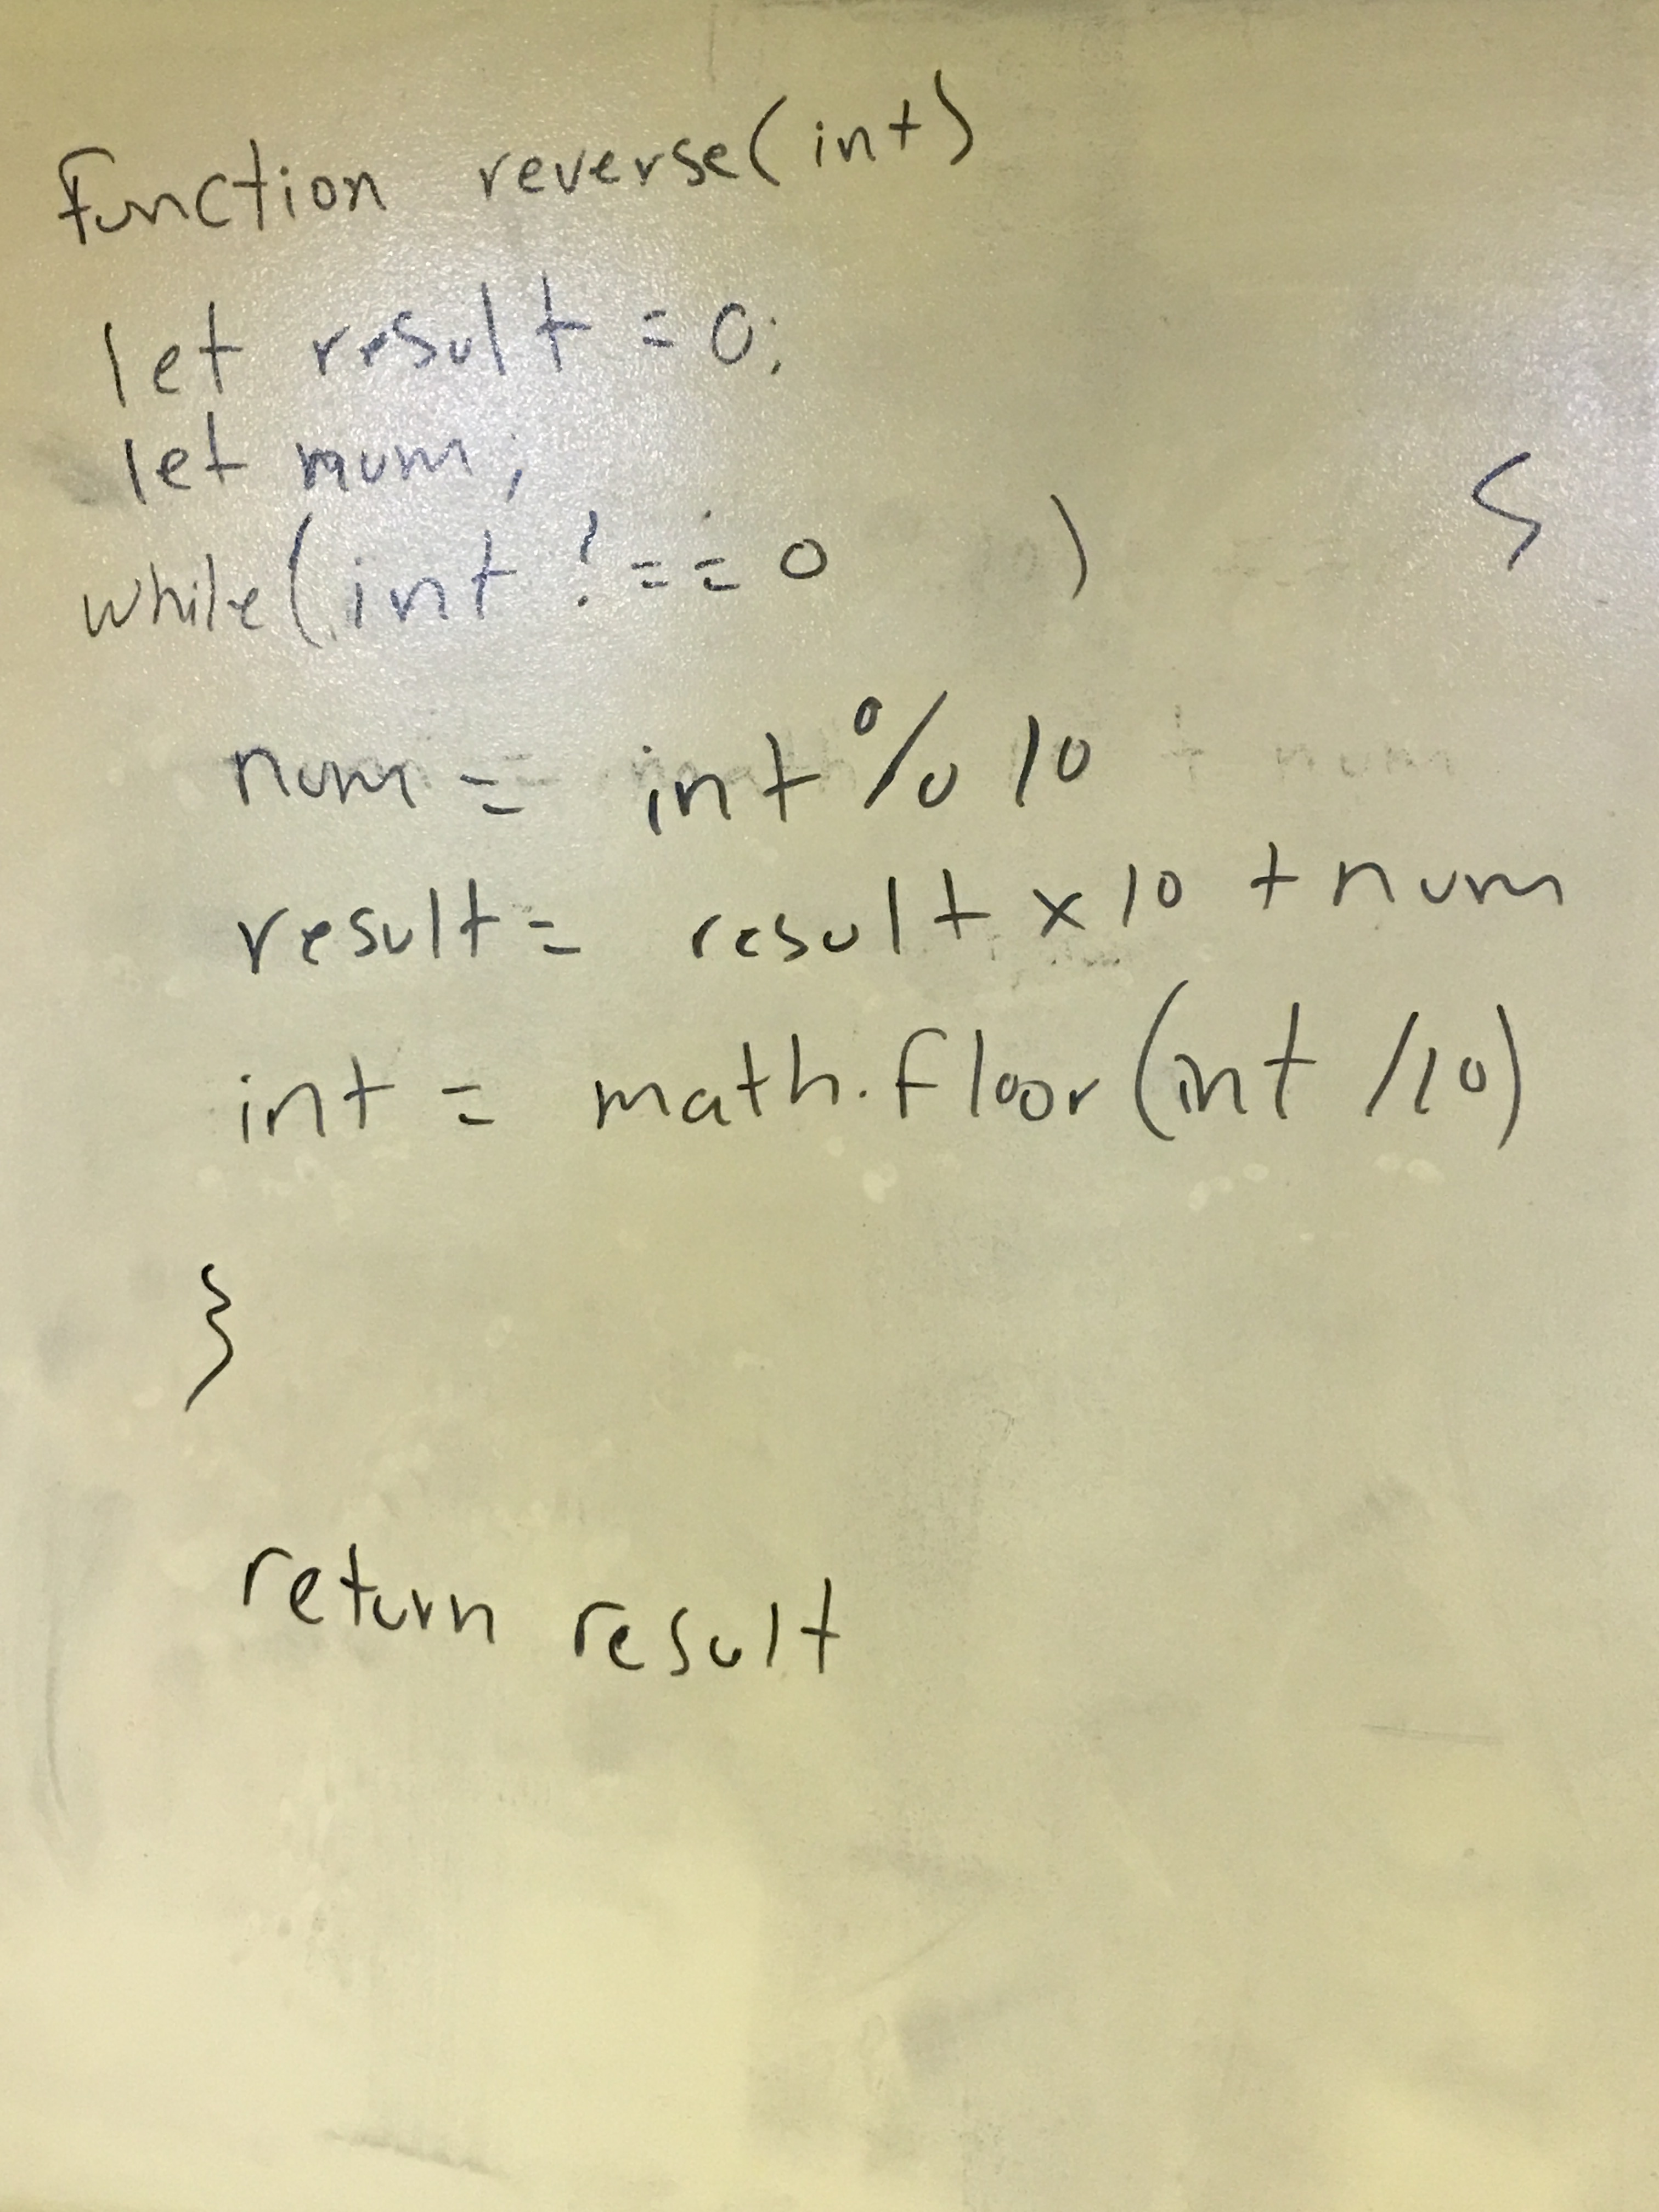 function reverse(int)
let result = 0;
let num;
while(int !== 0 ) {
num = int % 10
result = result x 10 + num
int = math.floor(int /10)
}
return result